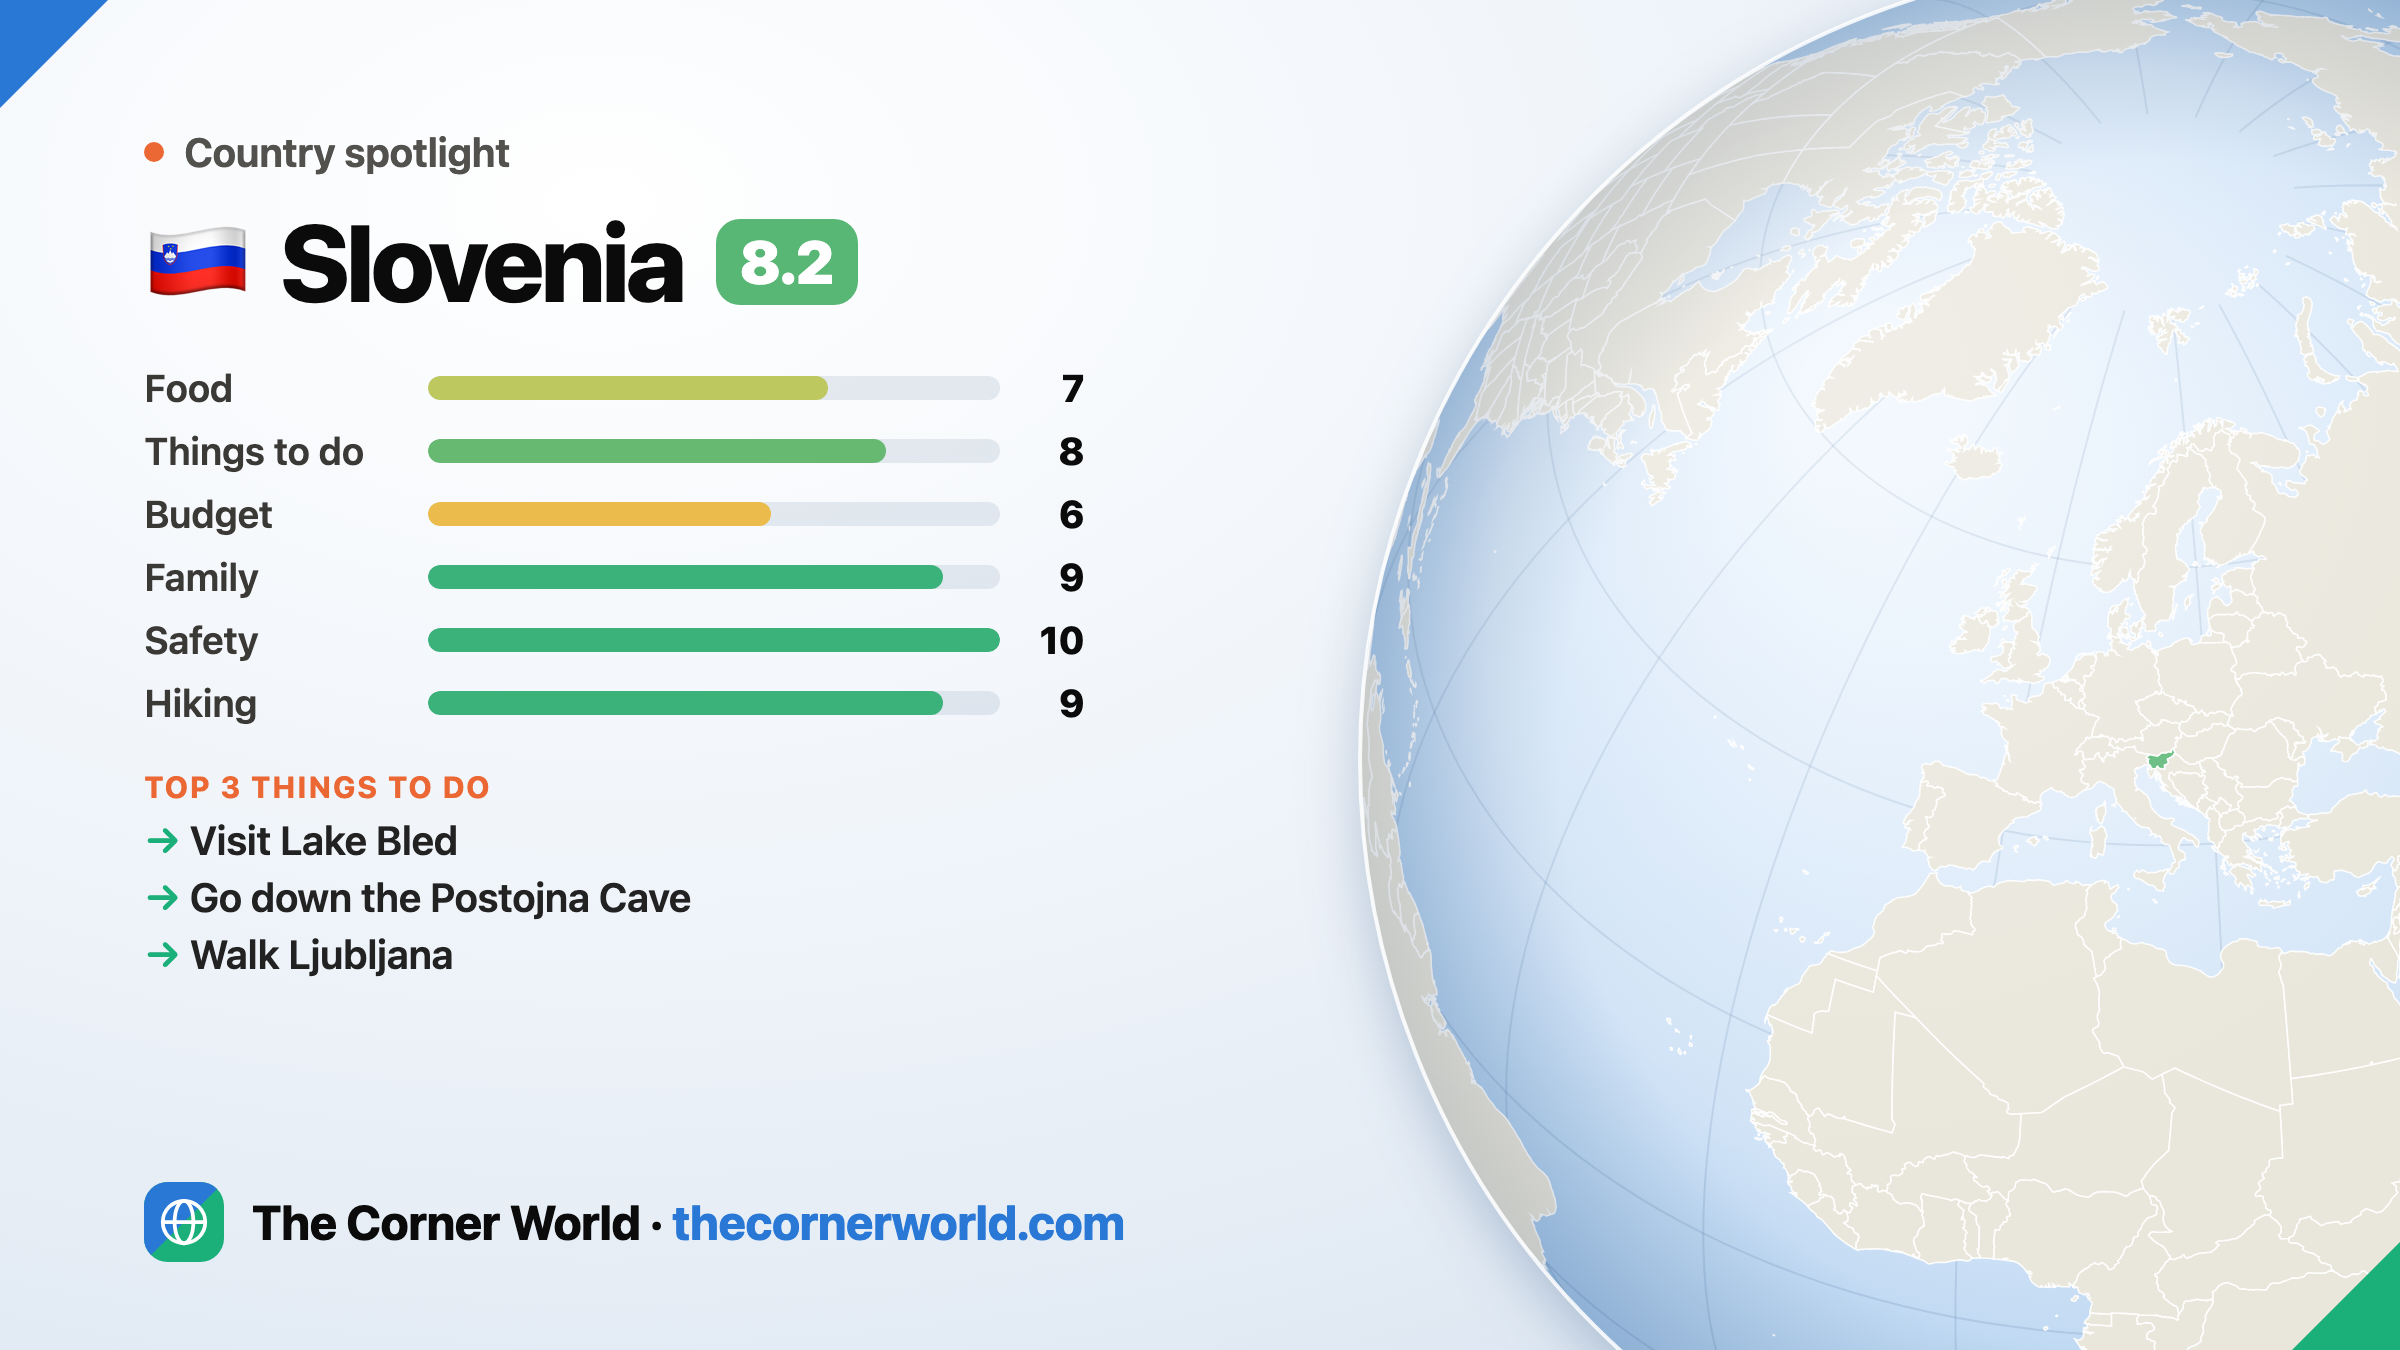 Country spotlight
Slovenia 8.2
Food 7
Things to do 8
Budget 6
Family 9
Safety 10
Hiking 9
TOP 3 THINGS TO DO
→ Visit Lake Bled
→ Go down the Postojna Cave
→ Walk Ljubljana
The Corner World · thecornerworld.com